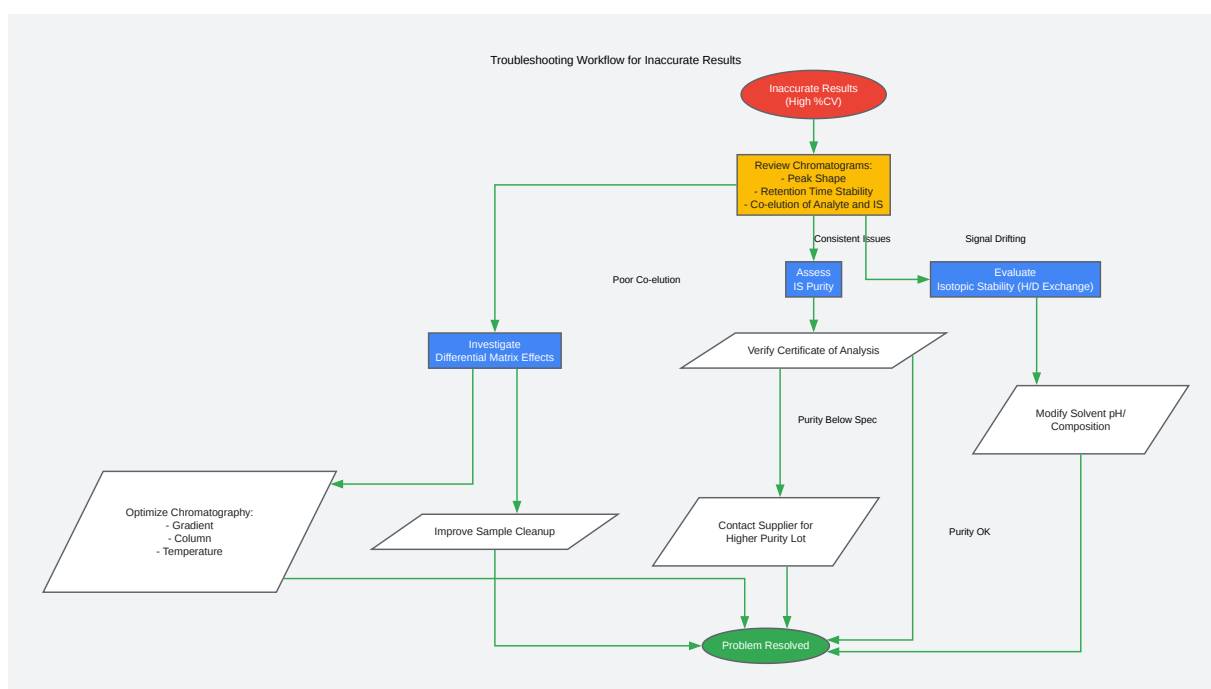 Troubleshooting Workflow for Inaccurate Results
Inaccurate Results
(High %CV)
Review Chromatograms:
- Peak Shape
- Retention Time Stability
- Co-elution of Analyte and IS
Consistent Issues
Signal Drifting
Poor Co-elution
Assess
IS Purity
Evaluate
Isotopic Stability (H/D Exchange)
Investigate
Differential Matrix Effects
Verify Certificate of Analysis
Purity Below Spec
Modify Solvent pH/
Composition
Optimize Chromatography:
- Gradient
- Column
- Temperature
Improve Sample Cleanup
Contact Supplier for
Higher Purity Lot
Purity OK
Problem Resolved